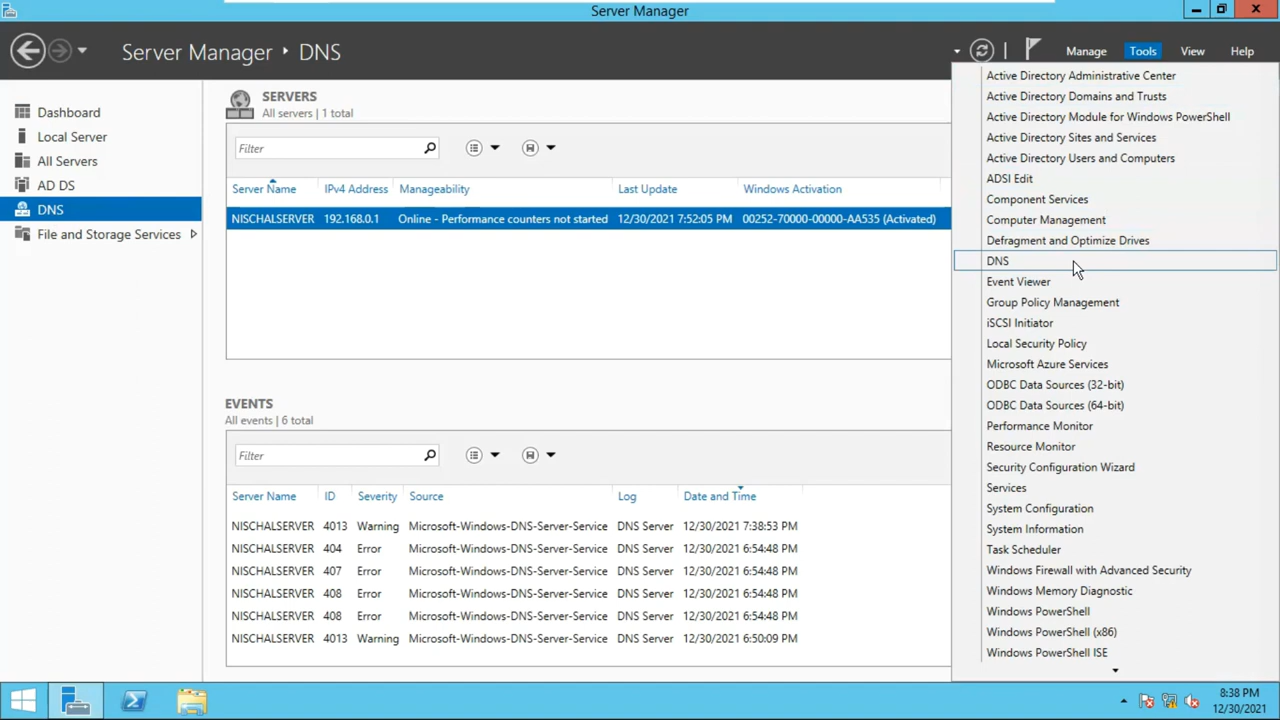 Server Manager
Server Manager ‣ DNS
Manage
Tools
View
Help
Dashboard
Local Server
All Servers
AD DS
DNS
File and Storage Services
SERVERS
All servers | 1 total
Filter
Server Name IPv4 Address Manageability Last Update Windows Activation
NISCHALSERVER 192.168.0.1 Online - Performance counters not started 12/30/2021 7:52:05 PM 00252-70000-00000-AA535 (Activated)
EVENTS
All events | 6 total
Filter
Server Name ID Severity Source Log Date and Time
NISCHALSERVER 4013 Warning Microsoft-Windows-DNS-Server-Service DNS Server 12/30/2021 7:38:53 PM
NISCHALSERVER 404 Error Microsoft-Windows-DNS-Server-Service DNS Server 12/30/2021 6:54:48 PM
NISCHALSERVER 407 Error Microsoft-Windows-DNS-Server-Service DNS Server 12/30/2021 6:54:48 PM
NISCHALSERVER 408 Error Microsoft-Windows-DNS-Server-Service DNS Server 12/30/2021 6:54:48 PM
NISCHALSERVER 408 Error Microsoft-Windows-DNS-Server-Service DNS Server 12/30/2021 6:54:48 PM
NISCHALSERVER 4013 Warning Microsoft-Windows-DNS-Server-Service DNS Server 12/30/2021 6:50:09 PM
Active Directory Administrative Center
Active Directory Domains and Trusts
Active Directory Module for Windows PowerShell
Active Directory Sites and Services
Active Directory Users and Computers
ADSI Edit
Component Services
Computer Management
Defragment and Optimize Drives
DNS
Event Viewer
Group Policy Management
iSCSI Initiator
Local Security Policy
Microsoft Azure Services
ODBC Data Sources (32-bit)
ODBC Data Sources (64-bit)
Performance Monitor
Resource Monitor
Security Configuration Wizard
Services
System Configuration
System Information
Task Scheduler
Windows Firewall with Advanced Security
Windows Memory Diagnostic
Windows PowerShell
Windows PowerShell (x86)
Windows PowerShell ISE
8:38 PM
12/30/2021